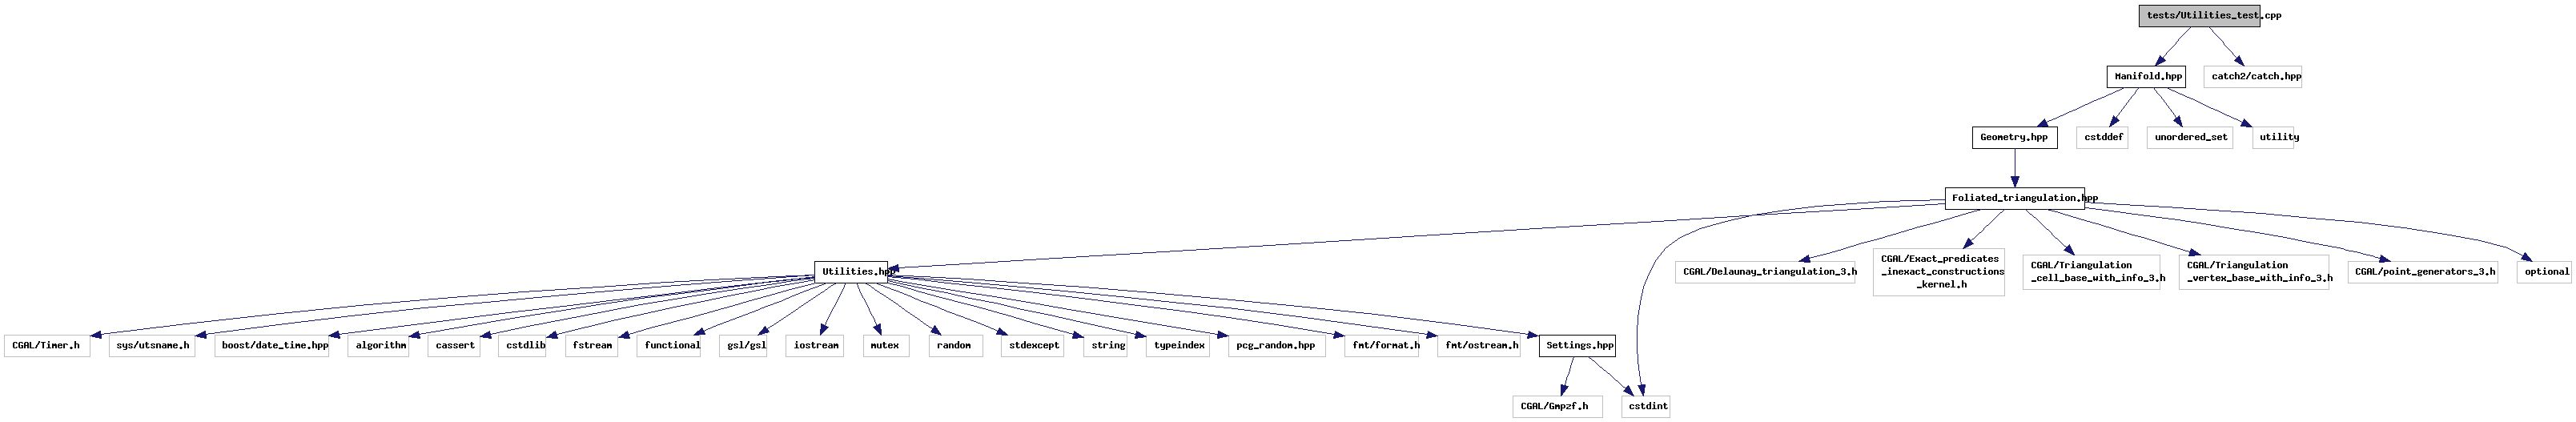 tests/Utilities_test.cpp
Manifold.hpp
catch2/catch.hpp
Geometry.hpp
cstddef
unordered_set
utility
Foliated_triangulation.hpp
Utilities.hpp
CGAL/Delaunay_triangulation_3.h
CGAL/Exact_predicates
_inexact_constructions
_kernel.h
CGAL/Triangulation
_cell_base_with_info_3.h
CGAL/Triangulation
_vertex_base_with_info_3.h
CGAL/point_generators_3.h
optional
CGAL/Timer.h
sys/utsname.h
boost/date_time.hpp
algorithm
cassert
cstdlib
fstream
functional
gsl/gsl
iostream
mutex
random
stdexcept
string
typeindex
pcg_random.hpp
fmt/format.h
fmt/ostream.h
Settings.hpp
CGAL/Gmpzf.h
cstdint